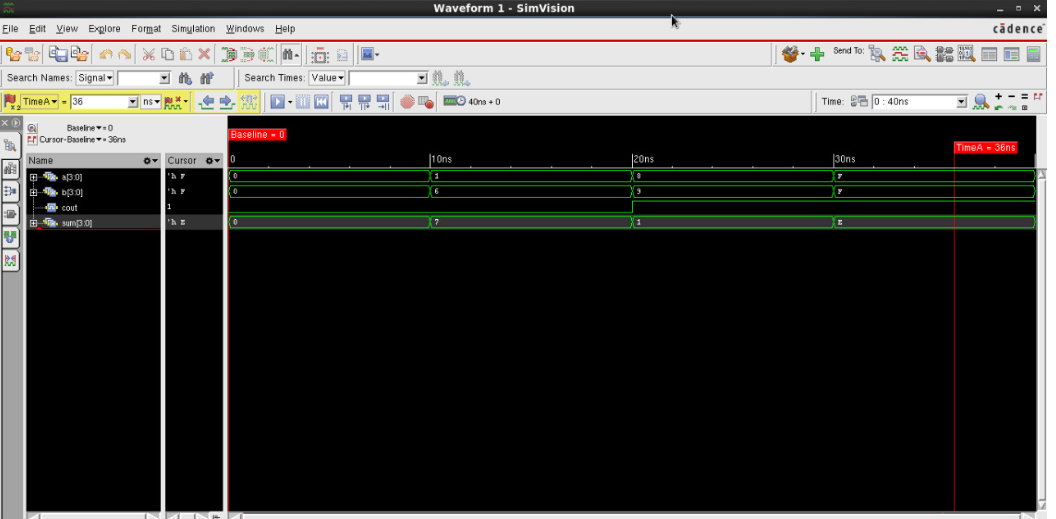 Waveform 1 - SimVision
File Edit View Explore Format Simulation Windows Help
cādence
Send To:
Search Names: Signal Search Times: Value
TimeA = 36 ns 40ns + 0 Time: 0 : 40ns
Baseline = 0
Cursor-Baseline = 36ns
Baseline = 0
TimeA = 36ns
Name Cursor 0 10ns 20ns 30ns
a[3:0] 'h F 0 1 8 F
b[3:0] 'h F 0 6 9 F
cout 1
sum[3:0] 'h E 0 7 1 E